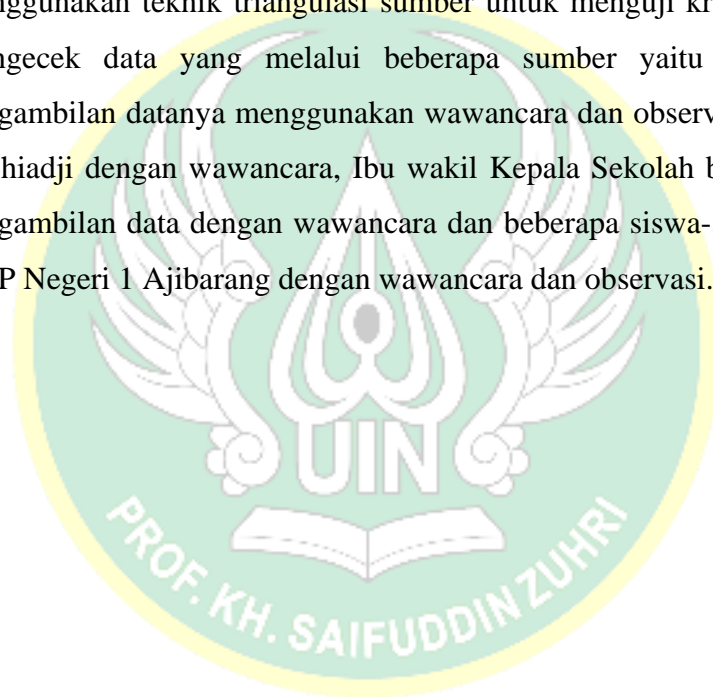 nggunakan teknik triangulasi sumber untuk menguji kr
ngecek data yang melalui beberapa sumber yaitu
gambilan datanya menggunakan wawancara dan observ
hiadji dengan wawancara, Ibu wakil Kepala Sekolah b
gambilan data dengan wawancara dan beberapa siswa-
P Negeri 1 Ajibarang dengan wawancara dan observasi.
UIN
PROF. KH. SAIFUDDIN ZUHRI